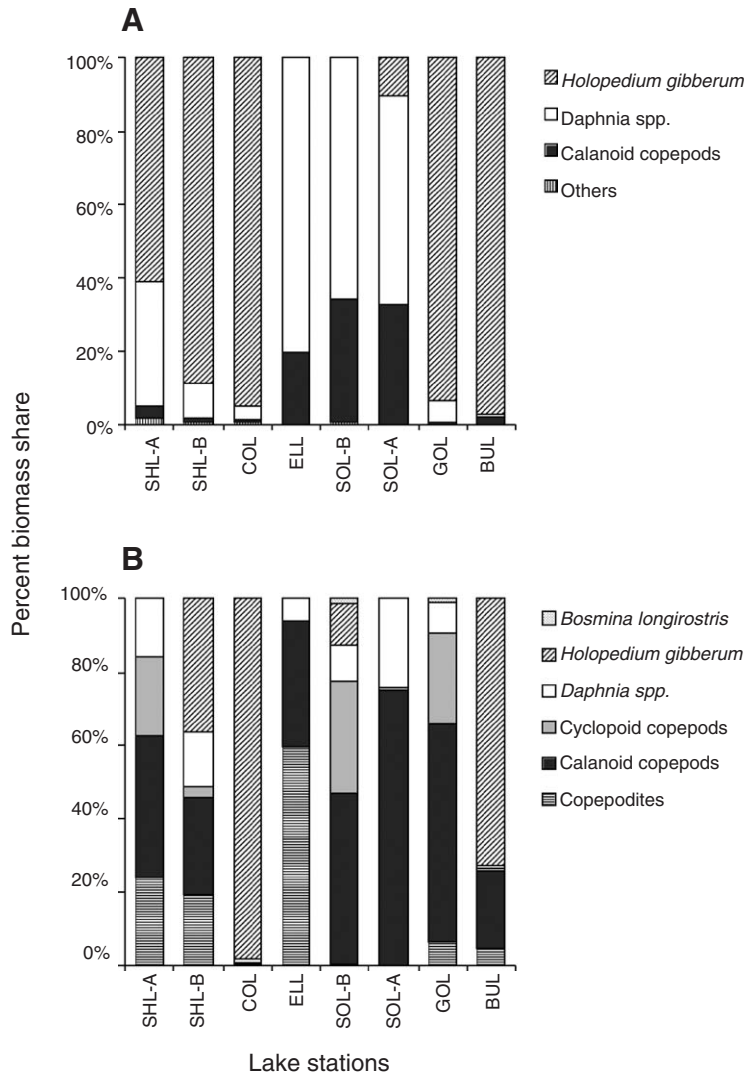 A
100%
80%
60%
40%
20%
0%
SHL-A
SHL-B
COL
ELL
SOL-B
SOL-A
GOL
BUL
Holopedium gibberum
Daphnia spp.
Calanoid copepods
Others
Percent biomass share
B
100%
80%
60%
40%
20%
0%
SHL-A
SHL-B
COL
ELL
SOL-B
SOL-A
GOL
BUL
Bosmina longirostris
Holopedium gibberum
Daphnia spp.
Cyclopoid copepods
Calanoid copepods
Copepodites
Lake stations